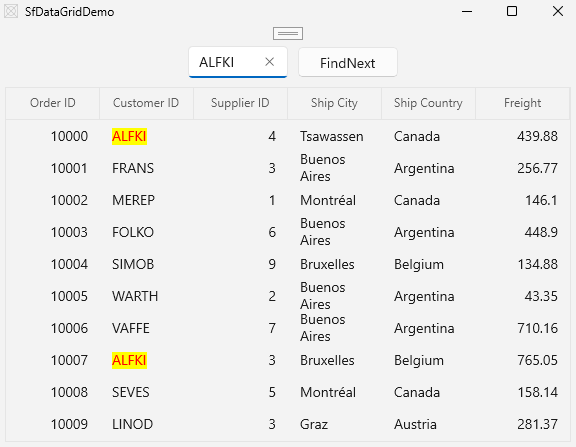 SfDataGridDemo
ALFKI FindNext
Order ID Customer ID Supplier ID Ship City Ship Country Freight
10000 ALFKI 4 Tsawassen Canada 439.88
10001 FRANS 3 Buenos Aires Argentina 256.77
10002 MEREP 1 Montréal Canada 146.1
10003 FOLKO 6 Buenos Aires Argentina 448.9
10004 SIMOB 9 Bruxelles Belgium 134.88
10005 WARTH 2 Buenos Aires Argentina 43.35
10006 VAFFE 7 Buenos Aires Argentina 710.16
10007 ALFKI 3 Bruxelles Belgium 765.05
10008 SEVES 5 Montréal Canada 158.14
10009 LINOD 3 Graz Austria 281.37